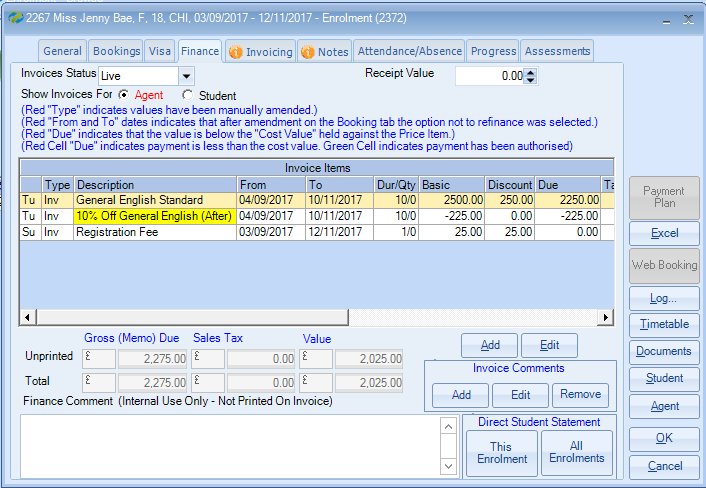 2267 Miss Jenny Bae, F, 18, CHI, 03/09/2017 - 12/11/2017 - Enrolment (2372)
General Bookings Visa Finance Invoicing Notes Attendance/Absence Progress Assessments
Invoices Status Live Receipt Value 0.00
Show Invoices For Agent Student
(Red "Type" indicates values have been manually amended.)
(Red "From and To" dates indicates that after amendment on the Booking tab the option not to refinance was selected.)
(Red "Due" indicates that the value is below the "Cost Value" held against the Price Item.)
(Red Cell "Due" indicates payment is less than the cost value. Green Cell indicates payment has been authorised)
Invoice Items
Type Description From To Dur/Qty Basic Discount Due Ta
Tu Inv General English Standard 04/09/2017 10/11/2017 10/0 2500.00 250.00 2250.00
Tu Inv 10% Off General English (After) 04/09/2017 10/11/2017 10/0 -225.00 0.00 -225.00
Su Inv Registration Fee 03/09/2017 12/11/2017 1/0 25.00 25.00 0.00
Gross (Memo) Due Sales Tax Value
Unprinted £ 2,275.00 £ 0.00 £ 2,025.00
Total £ 2,275.00 £ 0.00 £ 2,025.00
Finance Comment (Internal Use Only - Not Printed On Invoice)
Add Edit
Invoice Comments
Add Edit Remove
Direct Student Statement
This
Enrolment
All
Enrolments
Payment
Plan
Excel
Web Booking
Log...
Timetable
Documents
Student
Agent
OK
Cancel